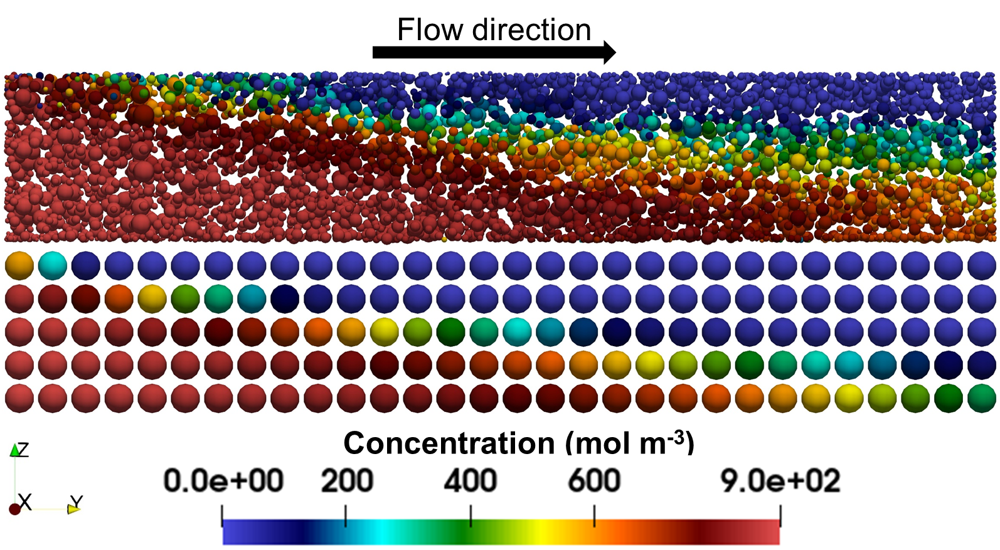 Flow direction
Concentration (mol m⁻³)
0.0e+00 200 400 600 9.0e+02
Z
X Y